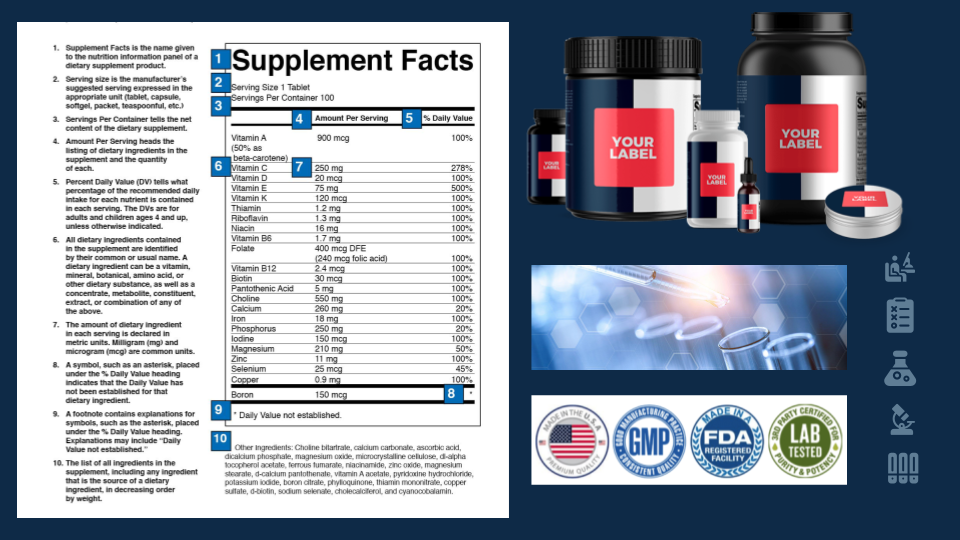 1. Supplement Facts is the name given
to the nutrition information panel of a
dietary supplement product.
2. Serving size is the manufacturer's
suggested serving expressed in the
appropriate unit (tablet, capsule,
softgel, packet, teaspoonful, etc.)
3. Servings Per Container tells the net
content of the dietary supplement.
4. Amount Per Serving heads the
listing of dietary ingredients in the
supplement and the quantity
of each.
5. Percent Daily Value (DV) tells what
percentage of the recommended daily
intake for each nutrient is contained
in each serving. The DVs are for
adults and children ages 4 and up,
unless otherwise indicated.
6. All dietary ingredients contained
in the supplement are identified
by their common or usual name. A
dietary ingredient can be a vitamin,
mineral, botanical, amino acid, or
other dietary substance, as well as a
concentrate, metabolite, constituent,
extract, or combination of any of
the above.
7. The amount of dietary ingredient
in each serving is declared in
metric units. Milligram (mg) and
microgram (mcg) are common units.
8. A symbol, such as an asterisk, placed
under the % Daily Value heading
indicates that the Daily Value has
not been established for that
dietary ingredient.
9. A footnote contains explanations for
symbols, such as the asterisk, placed
under the % Daily Value heading.
Explanations may include "Daily
Value not established."
10. The list of all ingredients in the
supplement, including any ingredient
that is the source of a dietary
ingredient, in decreasing order
by weight.
1 Supplement Facts
2 Serving Size 1 Tablet
3 Servings Per Container 100
4 Amount Per Serving 5 % Daily Value
Vitamin A 900 mcg 100%
(50% as
beta-carotene)
6 Vitamin C 7 250 mg 278%
Vitamin D 20 mcg 100%
Vitamin E 75 mg 500%
Vitamin K 120 mcg 100%
Thiamin 1.2 mg 100%
Riboflavin 1.3 mg 100%
Niacin 16 mg 100%
Vitamin B6 1.7 mg 100%
Folate 400 mcg DFE
(240 mcg folic acid) 100%
Vitamin B12 2.4 mcg 100%
Biotin 30 mcg 100%
Pantothenic Acid 5 mg 100%
Choline 550 mg 100%
Calcium 260 mg 20%
Iron 18 mg 100%
Phosphorus 250 mg 20%
Iodine 150 mcg 100%
Magnesium 210 mg 50%
Zinc 11 mg 100%
Selenium 25 mcg 45%
Copper 0.9 mg 100%
Boron 150 mcg 8 *
9 * Daily Value not established.
10 Other ingredients: Choline bitartrate, calcium carbonate, ascorbic acid,
dicalcium phosphate, magnesium oxide, microcrystalline cellulose, dl-alpha
tocopherol acetate, ferrous fumarate, niacinamide, zinc oxide, magnesium
stearate, d-calcium pantothenate, vitamin A acetate, pyridoxine hydrochloride,
potassium iodide, boron citrate, phylloquinone, thiamin mononitrate, copper
sulfate, d-biotin, sodium selenate, cholecalciferol, and cyanocobalamin.
YOUR
LABEL
YOUR
LABEL
YOUR
LABEL
YOUR
LABEL
YOUR
LABEL
YOUR
LABEL
MADE IN THE U.S.A
PREMIUM QUALITY
GOOD MANUFACTURING PRACTICE
GMP
CONSISTENT QUALITY
MADE IN A
FDA
REGISTERED
FACILITY
3RD PARTY CERTIFIED FOR
LAB
TESTED
PURITY & POTENCY